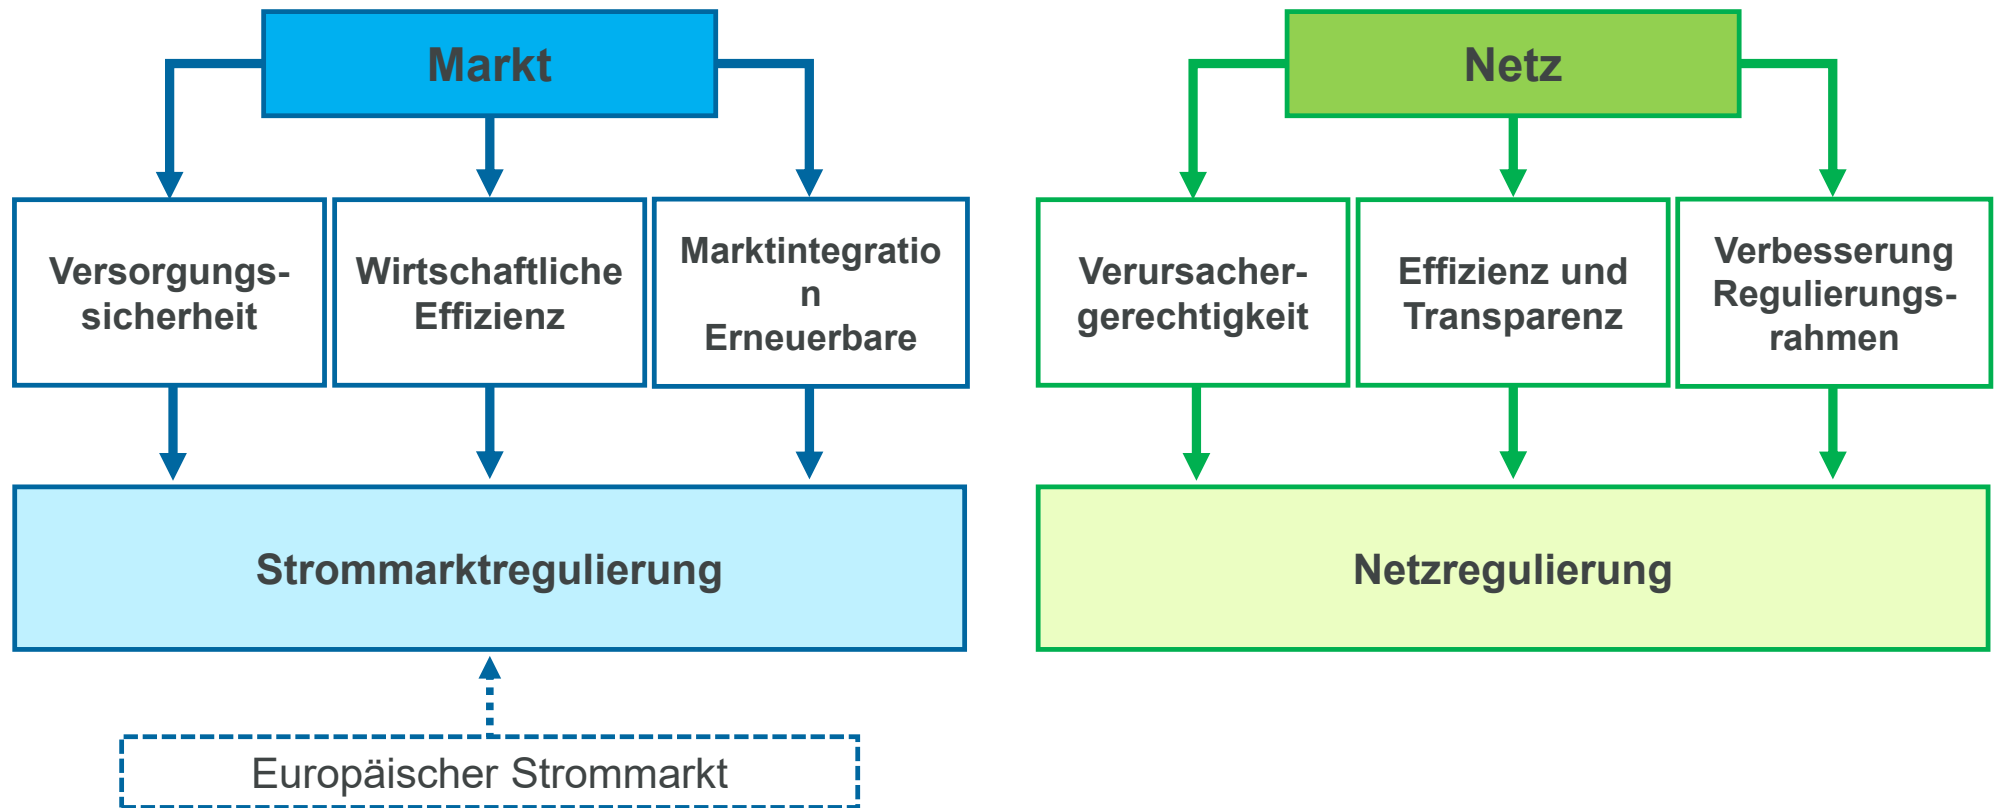 Markt
Netz
Versorgungs-
sicherheit
Wirtschaftliche
Effizienz
Marktintegratio
n
Erneuerbare
Verursacher-
gerechtigkeit
Effizienz und
Transparenz
Verbesserung
Regulierungs-
rahmen
Strommarktregulierung
Netzregulierung
Europäischer Strommarkt